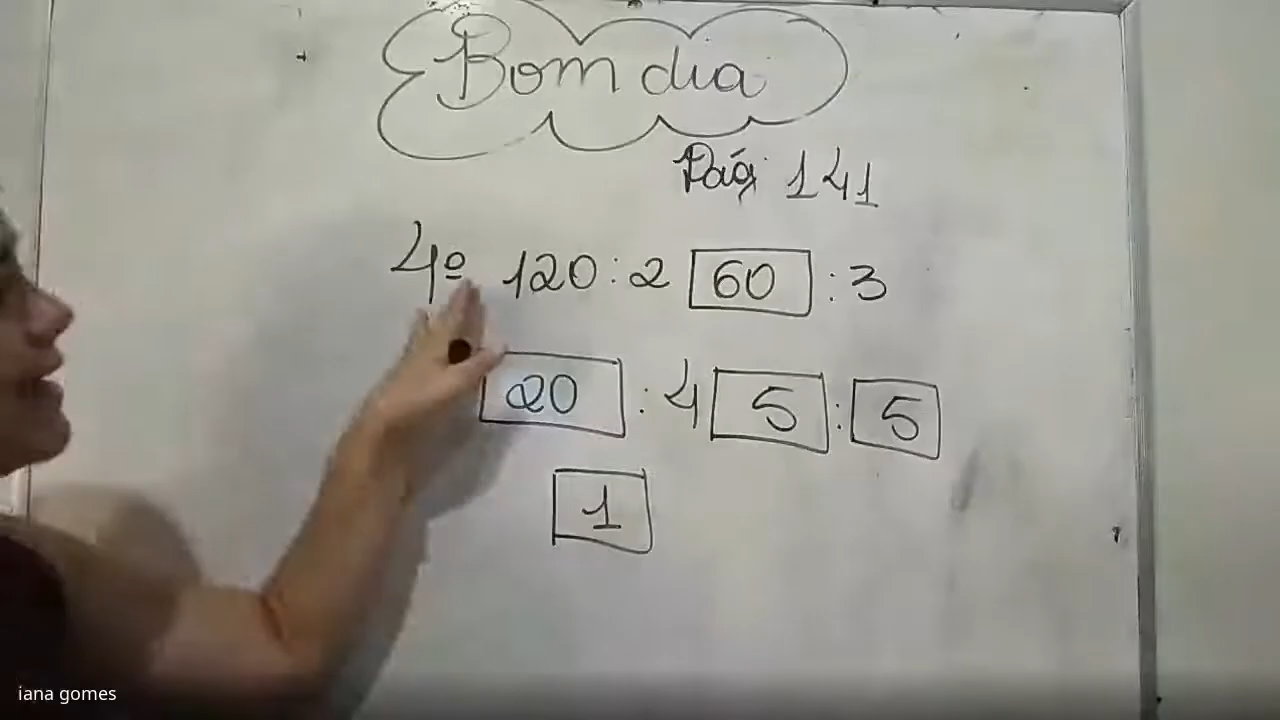 Bom dia
Pág 141
4º 120:2 60 :3
20 :4 5 : 5
1
iana gomes